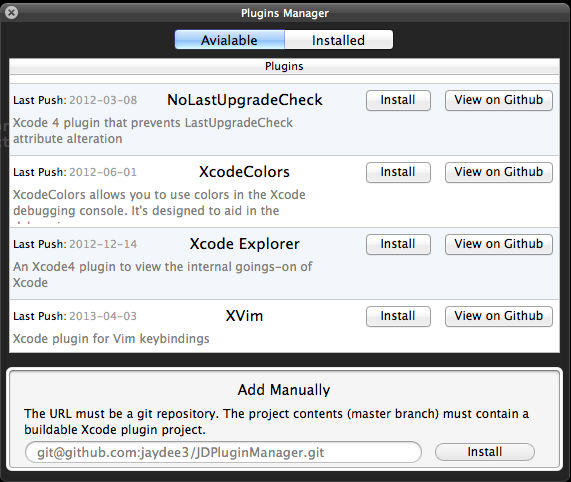 Plugins Manager
Avialable Installed
Plugins
Last Push: 2012-03-08 NoLastUpgradeCheck Install View on Github
Xcode 4 plugin that prevents LastUpgradeCheck
attribute alteration
Last Push: 2012-06-01 XcodeColors Install View on Github
XcodeColors allows you to use colors in the Xcode
debugging console. It's designed to aid in the
Last Push: 2012-12-14 Xcode Explorer Install View on Github
An Xcode4 plugin to view the internal goings-on of
Xcode
Last Push: 2013-04-03 XVim Install View on Github
Xcode plugin for Vim keybindings
Add Manually
The URL must be a git repository. The project contents (master branch) must contain a
buildable Xcode plugin project.
git@github.com:jaydee3/JDPluginManager.git Install